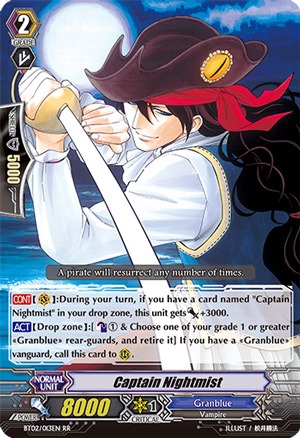 2
GRADE
SHIELD 5000
A pirate will resurrect any number of times.
CONT [ ]:During your turn, if you have a card named "Captain
Nightmist" in your drop zone, this unit gets +3000.
ACT [Drop zone]:[ ① & Choose one of your grade 1 or greater
«Granblue» rear-guards, and retire it] If you have a «Granblue»
vanguard, call this card to .
NORMAL
UNIT
Captain Nightmist
POWER 8000
1
CRITICAL
Granblue
Vampire
BT02/013EN RR
ILLUST / 松井勝法